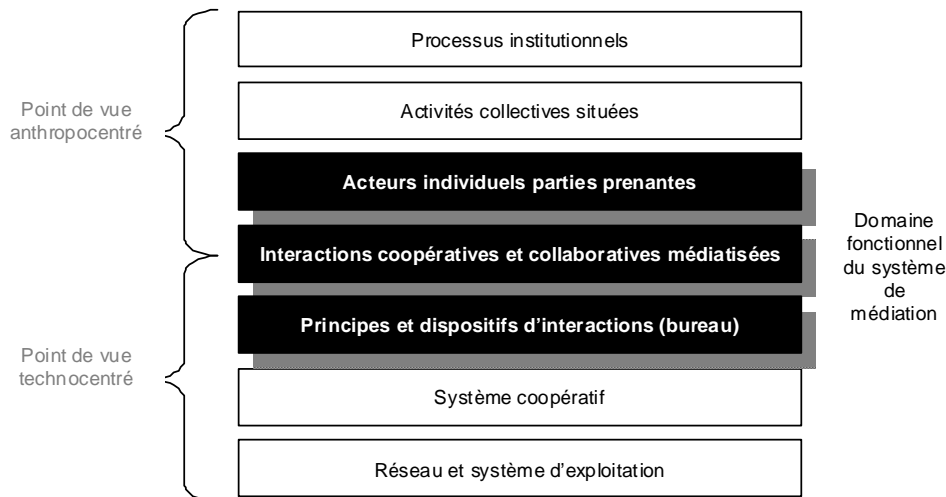 Processus institutionnels
Point de vue
anthropocentré
Activités collectives situées
Acteurs individuels parties prenantes
Interactions coopératives et collaboratives médiatisées
Domaine
fonctionnel
du système
de
médiation
Principes et dispositifs d'interactions (bureau)
Point de vue
technocentré
Système coopératif
Réseau et système d'exploitation